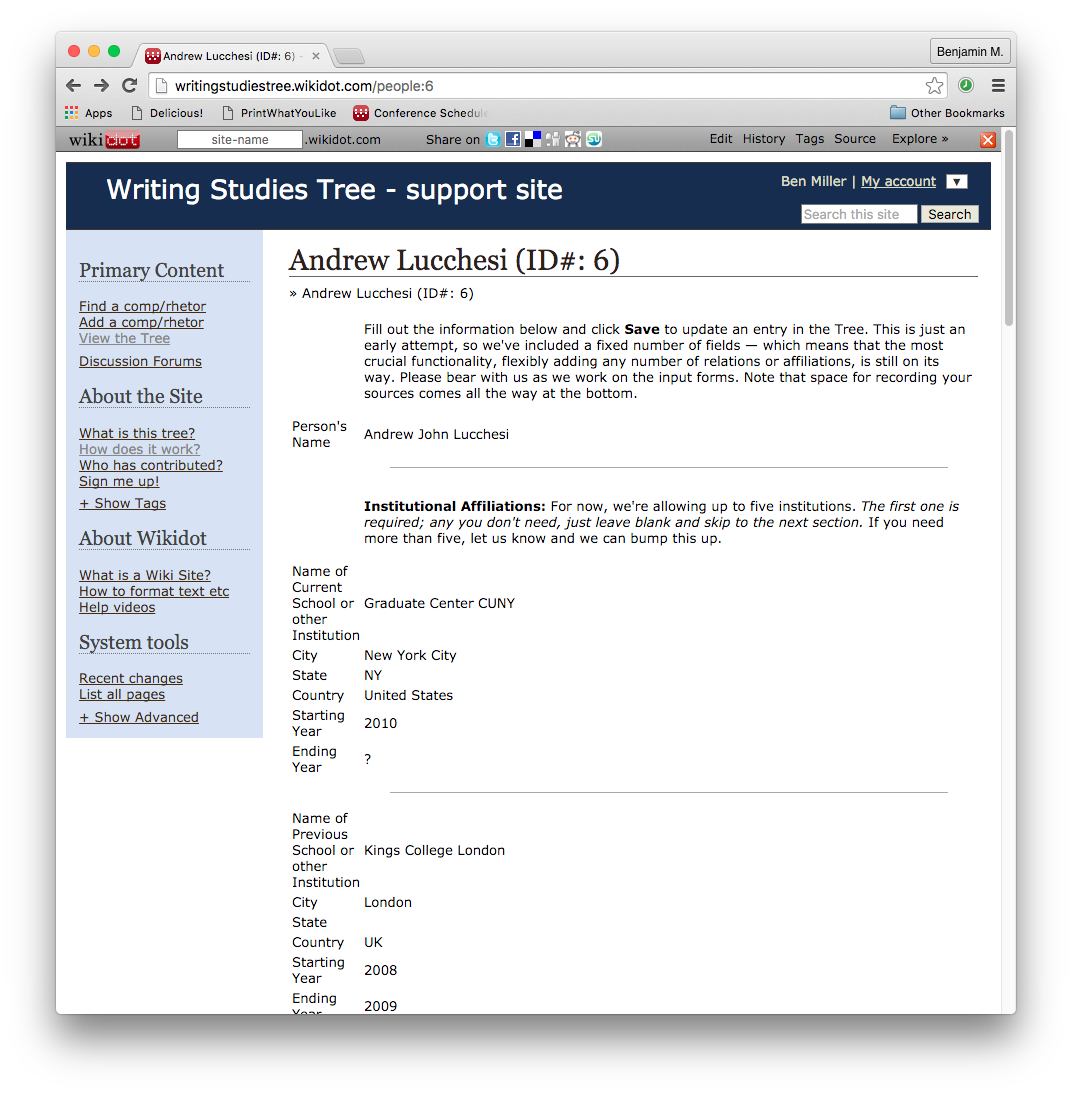 Andrew Lucchesi (ID#: 6) -
Benjamin M.
writingstudiestree.wikidot.com/people:6
Apps Delicious! PrintWhatYouLike Conference Schedule Other Bookmarks
wikidot site-name .wikidot.com Share on Edit History Tags Source Explore »
Writing Studies Tree - support site
Ben Miller | My account ▼
Search this site Search
Primary Content
Find a comp/rhetor
Add a comp/rhetor
View the Tree
Discussion Forums
About the Site
What is this tree?
How does it work?
Who has contributed?
Sign me up!
+ Show Tags
About Wikidot
What is a Wiki Site?
How to format text etc
Help videos
System tools
Recent changes
List all pages
+ Show Advanced
Andrew Lucchesi (ID#: 6)
» Andrew Lucchesi (ID#: 6)
Fill out the information below and click Save to update an entry in the Tree. This is just an
early attempt, so we've included a fixed number of fields — which means that the most
crucial functionality, flexibly adding any number of relations or affiliations, is still on its
way. Please bear with us as we work on the input forms. Note that space for recording your
sources comes all the way at the bottom.
Person's
Name
Andrew John Lucchesi
Institutional Affiliations: For now, we're allowing up to five institutions. The first one is
required; any you don't need, just leave blank and skip to the next section. If you need
more than five, let us know and we can bump this up.
Name of
Current
School or
other
Institution
Graduate Center CUNY
City New York City
State NY
Country United States
Starting
Year
2010
Ending
Year
?
Name of
Previous
School or
other
Institution
Kings College London
City London
State
Country UK
Starting
Year
2008
Ending
Year
2009